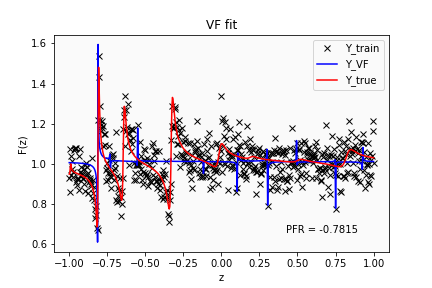 VF fit
Y_train
Y_VF
Y_true
1.6
1.4
1.2
1.0
0.8
0.6
F(z)
PFR = -0.7815
−1.00 −0.75 −0.50 −0.25 0.00 0.25 0.50 0.75 1.00
z